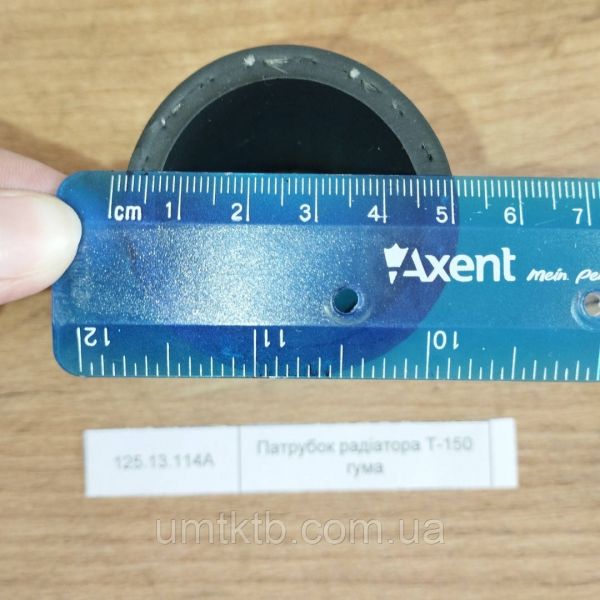 cm 1 2 3 4 5 6 7
Axent Mein
12 11 10
125.13.114А Патрубок радіатора Т-150
гума
umtktb.com.ua